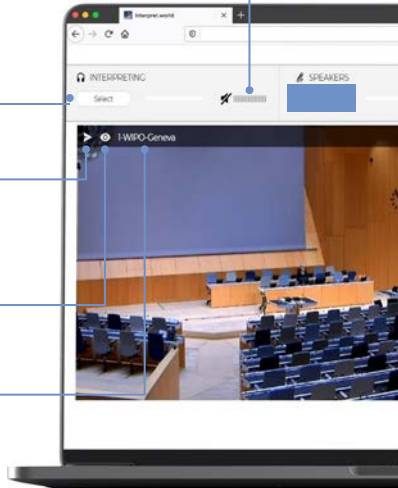 Interpret.world
INTERPRETING
SPEAKERS
Select
1-WIPO-Geneva